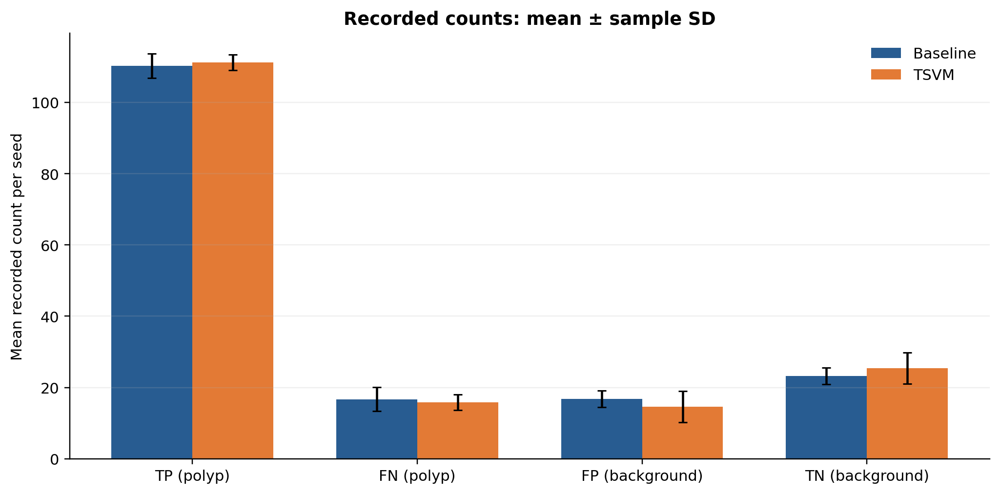 Recorded counts: mean ± sample SD
Baseline
TSVM
Mean recorded count per seed
100
80
60
40
20
0
TP (polyp)
FN (polyp)
FP (background)
TN (background)